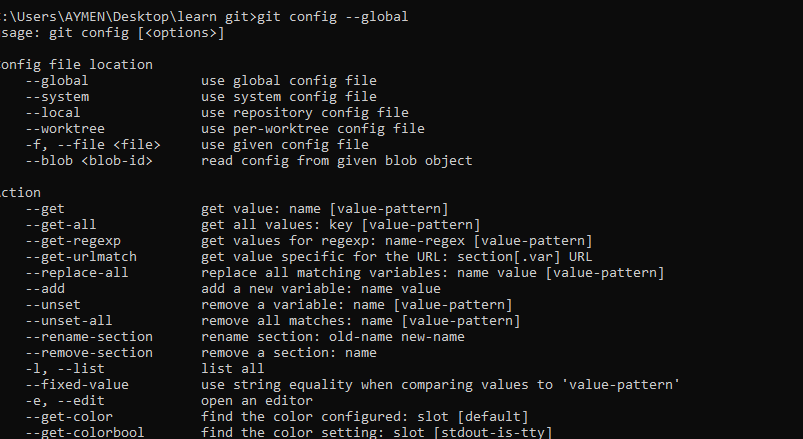 :\Users\AYMEN\Desktop\learn git>git config --global
sage: git config [<options>]
onfig file location
--global use global config file
--system use system config file
--local use repository config file
--worktree use per-worktree config file
-f, --file <file> use given config file
--blob <blob-id> read config from given blob object
ction
--get get value: name [value-pattern]
--get-all get all values: key [value-pattern]
--get-regexp get values for regexp: name-regex [value-pattern]
--get-urlmatch get value specific for the URL: section[.var] URL
--replace-all replace all matching variables: name value [value-pattern]
--add add a new variable: name value
--unset remove a variable: name [value-pattern]
--unset-all remove all matches: name [value-pattern]
--rename-section rename section: old-name new-name
--remove-section remove a section: name
-l, --list list all
--fixed-value use string equality when comparing values to 'value-pattern'
-e, --edit open an editor
--get-color find the color configured: slot [default]
--get-colorbool find the color setting: slot [stdout-is-tty]